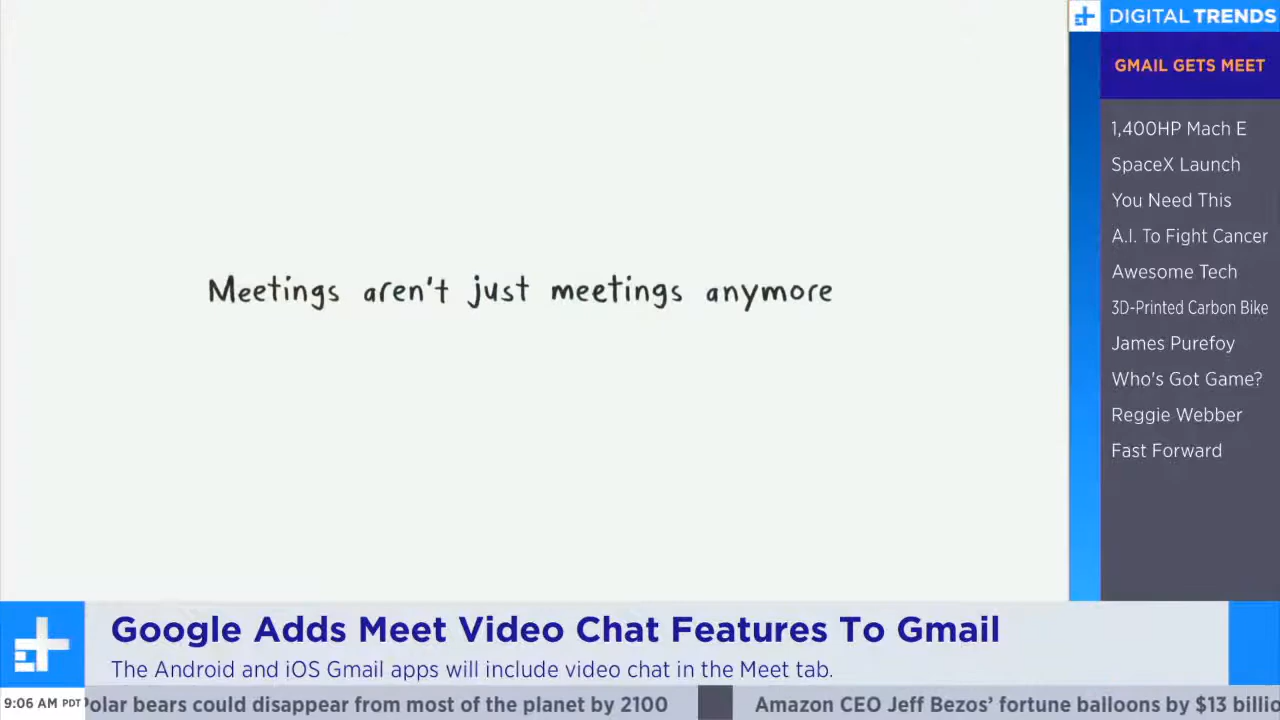 DIGITAL TRENDS
GMAIL GETS MEET
1,400HP Mach E
SpaceX Launch
You Need This
A.I. To Fight Cancer
Awesome Tech
3D-Printed Carbon Bike
James Purefoy
Who's Got Game?
Reggie Webber
Fast Forward
Meetings aren't just meetings anymore
Google Adds Meet Video Chat Features To Gmail
The Android and iOS Gmail apps will include video chat in the Meet tab.
9:06 AM PDT
Polar bears could disappear from most of the planet by 2100
Amazon CEO Jeff Bezos’ fortune balloons by $13 billio